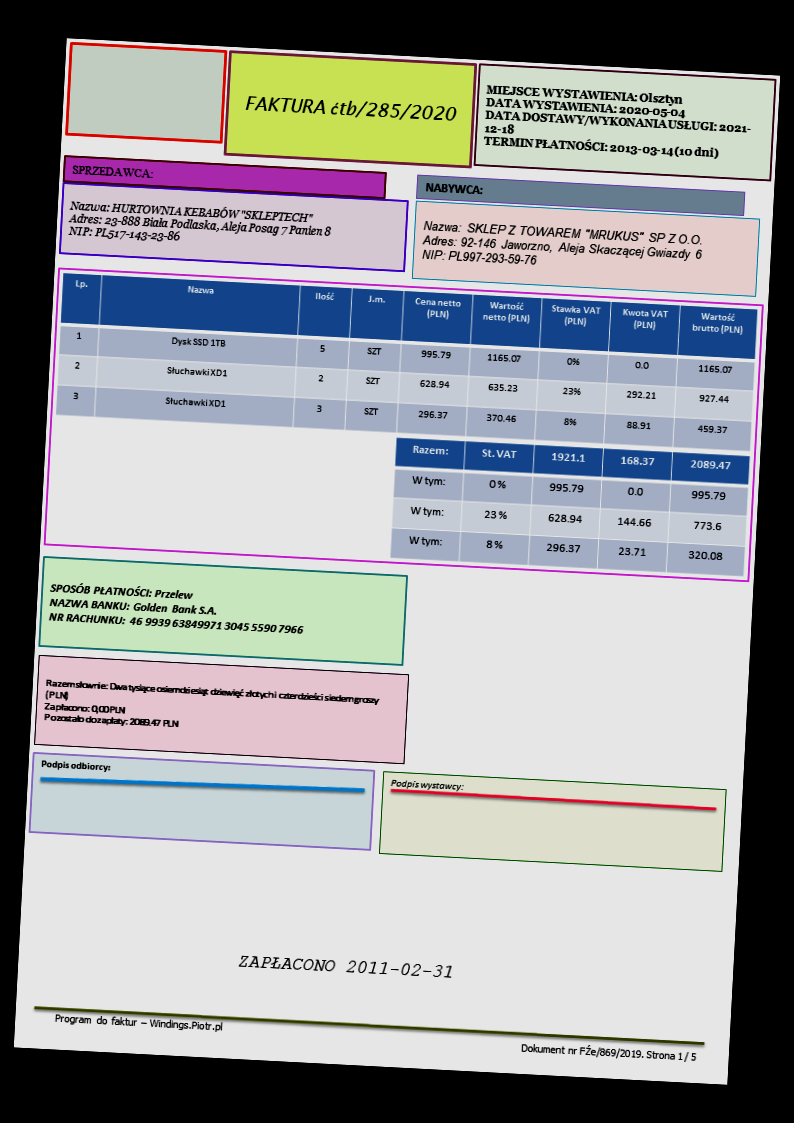 FAKTURA ćtb/285/2020
MIEJSCE WYSTAWIENIA: Olsztyn
DATA WYSTAWIENIA: 2020-05-04
DATA DOSTAWY/WYKONANIA USŁUGI: 2021-
12-18
TERMIN PŁATNOŚCI: 2013-03-14 (10 dni)
SPRZEDAWCA:
Nazwa: HURTOWNIA KEBABÓW "SKLEPTECH"
Adres: 23-888 Biała Podlaska, Aleja Posag 7 Panien 8
NIP: PL517-143-23-86
NABYWCA:
Nazwa: SKLEP Z TOWAREM "MRUKUS" SP Z O.O.
Adres: 92-146 Jaworzno, Aleja Skaczącej Gwiazdy 6
NIP: PL997-293-59-76
Lp. Nazwa Ilość J.m. Cena netto (PLN) Wartość netto (PLN) Stawka VAT (PLN) Kwota VAT (PLN) Wartość brutto (PLN)
1 Dysk SSD 1TB 5 SZT 995.79 1165.07 0% 0.0 1165.07
2 Słuchawki XD1 2 SZT 628.94 635.23 23% 292.21 927.44
3 Słuchawki XD1 3 SZT 296.37 370.46 8% 88.91 459.37
Razem: St. VAT 1921.1 168.37 2089.47
W tym: 0% 995.79 0.0 995.79
W tym: 23% 628.94 144.66 773.6
W tym: 8% 296.37 23.71 320.08
SPOSÓB PŁATNOŚCI: Przelew
NAZWA BANKU: Golden Bank S.A.
NR RACHUNKU: 46 9939 63849971 3045 5590 7966
Razem słownie: Dwa tysiące osiemdziesiąt dziewięć złotych i czterdzieści siedem groszy
(PLN)
Zapłacono: 0,00 PLN
Pozostało do zapłaty: 2089.47 PLN
Podpis odbiorcy:
Podpis wystawcy:
ZAPŁACONO 2011-02-31
Program do faktur – Windings.Piotr.pl
Dokument nr FŹe/869/2019. Strona 1 / 5